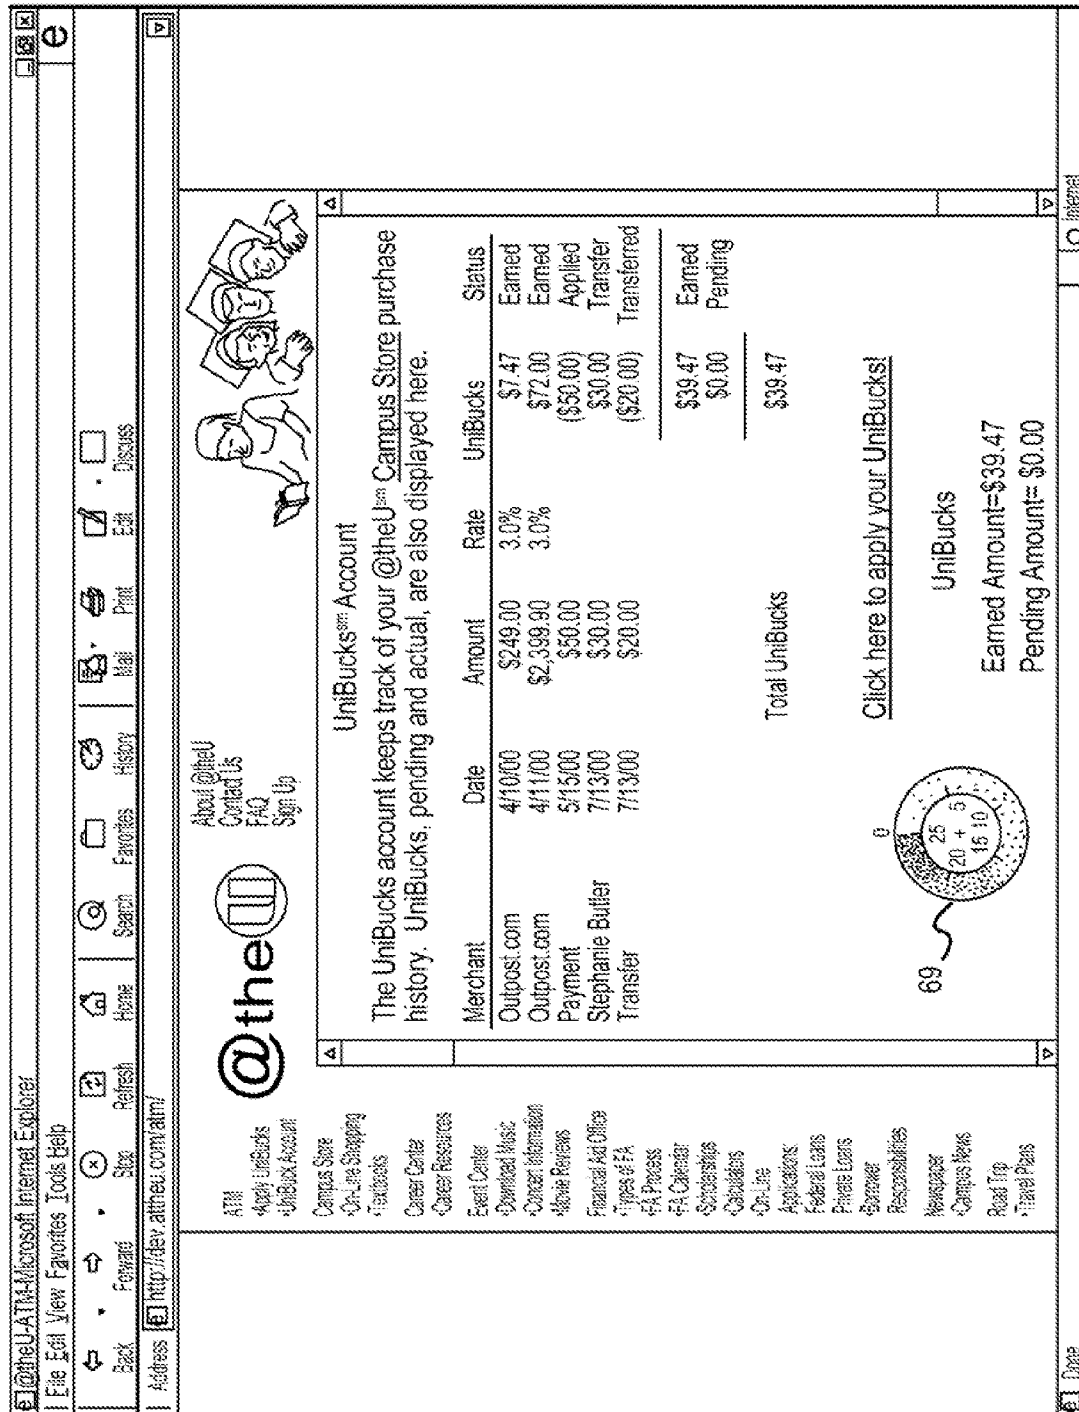 @theU-ATM-Microsoft Internet Explorer
File Edit View Favorites Tools Help
Back Forward Stop Refresh Home Search Favorites History Mail Print Edit Discuss
Address http://dev.attheu.com/atm/
@the
About @theU
Contact Us
FAQ
Sign Up
ATM
•Apply UniBucks
•UniBuck Account
Campus Store
•On-Line Shopping
•Textbooks
Career Center
•Career Resources
Event Center
•Download Music
•Concert Information
•Movie Reviews
Financial Aid Office
•Types of FA
•FA Process
•FA Calendar
•Scholarships
•Calculators
•On-Line
Applications:
Federal Loans
Private Loans
•Borrower
Responsibilities
Newspaper
•Campus News
Road Trip
•Travel Plans
UniBucks℠ Account
The UniBucks account keeps track of your @theU℠ Campus Store purchase
history. UniBucks, pending and actual, are also displayed here.
Merchant Date Amount Rate UniBucks Status
Outpost.com 4/10/00 $249.00 3.0% $7.47 Earned
Outpost.com 4/11/00 $2,399.90 3.0% $72.00 Earned
Payment 5/15/00 $50.00 ($50.00) Applied
Stephanie Butler 7/13/00 $30.00 $30.00 Transfer
Transfer 7/13/00 $20.00 ($20.00) Transferred
$39.47 Earned
$0.00 Pending
Total UniBucks $39.47
Click here to apply your UniBucks!
0
25
20 + 5
15 10
69
UniBucks
Earned Amount=$39.47
Pending Amount= $0.00
Done Internet